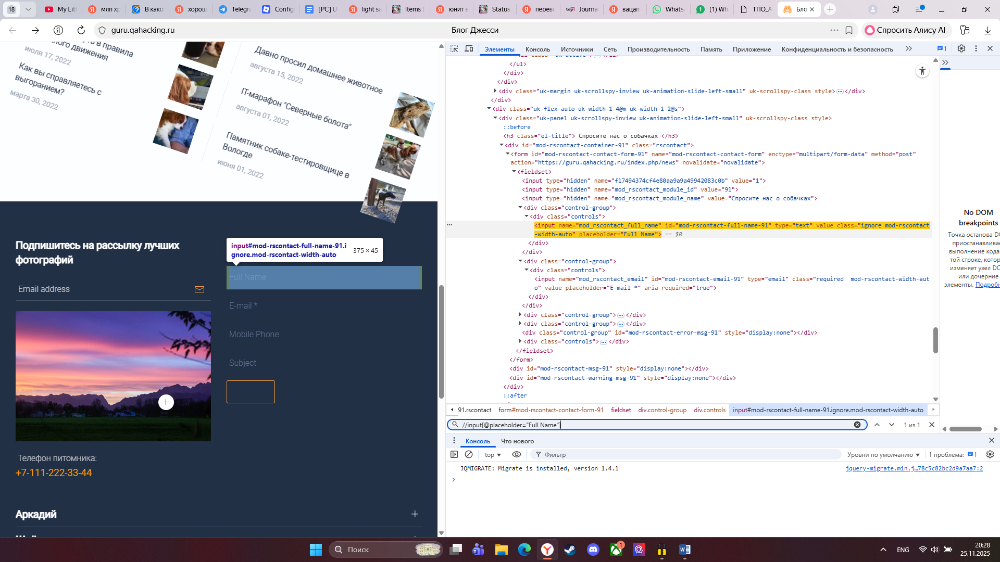 18
My Litt
млп хр
В како
хорош
Telegra
Config
[PC] U
light sa
Items |
юнит в
Status
перевс
top1 Journa
вацап
Whats
(1) Wh
ТПО_А
Бло
guru.qahacking.ru
Блог Джесси
Спросить Алису AI
в правила
ного движения
июля 17, 2022
Как вы справляетесь с
выгоранием?
марта 30, 2022
Давно просил домашнее животное
августа 15, 2022
IT-марафон "Северные болота"
августа 01, 2022
Памятник собаке-тестировщице в
Вологде
июня 01, 2022
Подпишитесь на рассылку лучших
фотографий
Email address
input#mod-rscontact-full-name-91.i
gnore.mod-rscontact-width-auto
375 × 45
Full Name
E-mail *
Mobile Phone
Subject
Телефон питомника:
+7-111-222-33-44
Аркадий
Элементы Консоль Источники Сеть Производительность Память Приложение Конфиденциальность и безопасность
1
</ul>
</div>
</div>
<div class="uk-margin uk-scrollspy-inview uk-animation-slide-left-small" uk-scrollspy-class style>…</div>
</div>
<div class="uk-flex-auto uk-width-1-4@m uk-width-1-2@s">
<div class="uk-panel uk-scrollspy-inview uk-animation-slide-left-small" uk-scrollspy-class style>
::before
<h3 class="el-title"> Спросите нас о собачках </h3>
<div id="mod-rscontact-container-91" class="rscontact">
<form id="mod-rscontact-contact-form-91" name="mod-rscontact-contact-form" enctype="multipart/form-data" method="post"
action="https://guru.qahacking.ru/index.php/news" novalidate="novalidate">
<fieldset>
<input type="hidden" name="f17494374cf4e80aa9a9a49942083c0b" value="1">
<input type="hidden" name="mod_rscontact_module_id" value="91">
<input type="hidden" name="mod_rscontact_module_name" value="Спросите нас о собачках">
<div class="control-group">
<div class="controls">
<input name="mod_rscontact_full_name" id="mod-rscontact-full-name-91" type="text" value class="ignore mod-rscontact
-width-auto" placeholder="Full Name"> == $0
</div>
</div>
<div class="control-group">
<div class="controls">
<input name="mod_rscontact_email" id="mod-rscontact-email-91" type="email" class="required  mod-rscontact-width-aut
o" value placeholder="E-mail *" aria-required="true">
</div>
</div>
<div class="control-group">…</div>
<div class="control-group">…</div>
<div class="control-group" id="mod-rscontact-error-msg-91" style="display:none"></div>
<div class="controls">…</div>
</fieldset>
</form>
<div id="mod-rscontact-msg-91" style="display:none"></div>
<div id="mod-rscontact-warning-msg-91" style="display:none"></div>
</div>
::after
91.rscontact form#mod-rscontact-contact-form-91 fieldset div.control-group div.controls input#mod-rscontact-full-name-91.ignore.mod-rscontact-width-auto
//input[@placeholder="Full Name"]
1 из 1
No DOM
breakpoints
Точка останова DO
приостанавливае
выполнение кода
той строке, котор
изменяет узел DO
или дочерние
элементы. Подробн
Консоль Что нового
top
Фильтр
Уровни по умолчанию
1 проблема: 1
JQMIGRATE: Migrate is installed, version 1.4.1
jquery-migrate.min.j…78c5c82bc2d9a7aa7:2
Поиск
1
ENG
20:28
25.11.2025